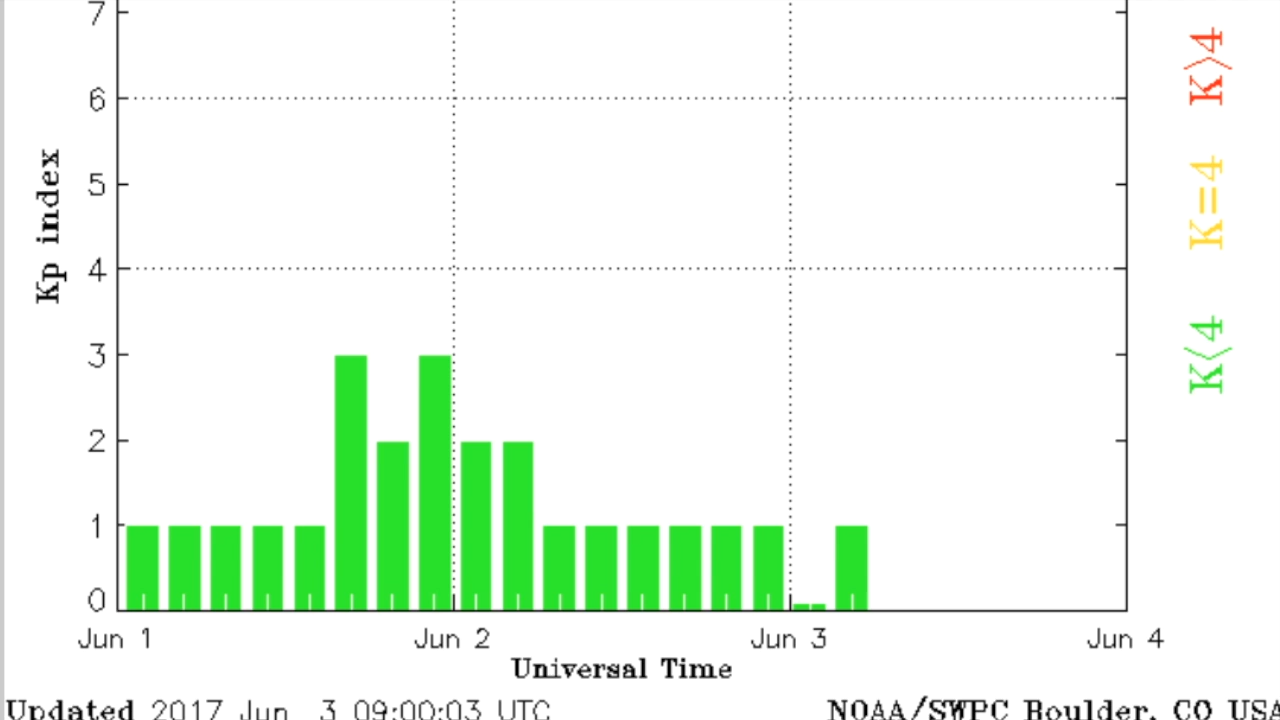 7
6
5
4
3
2
1
0
Kp index
K>4
K=4
K<4
Jun 1 Jun 2 Jun 3 Jun 4
Universal Time
Updated 2017 Jun 3 09:00:03 UTC NOAA/SWPC Boulder, CO USA